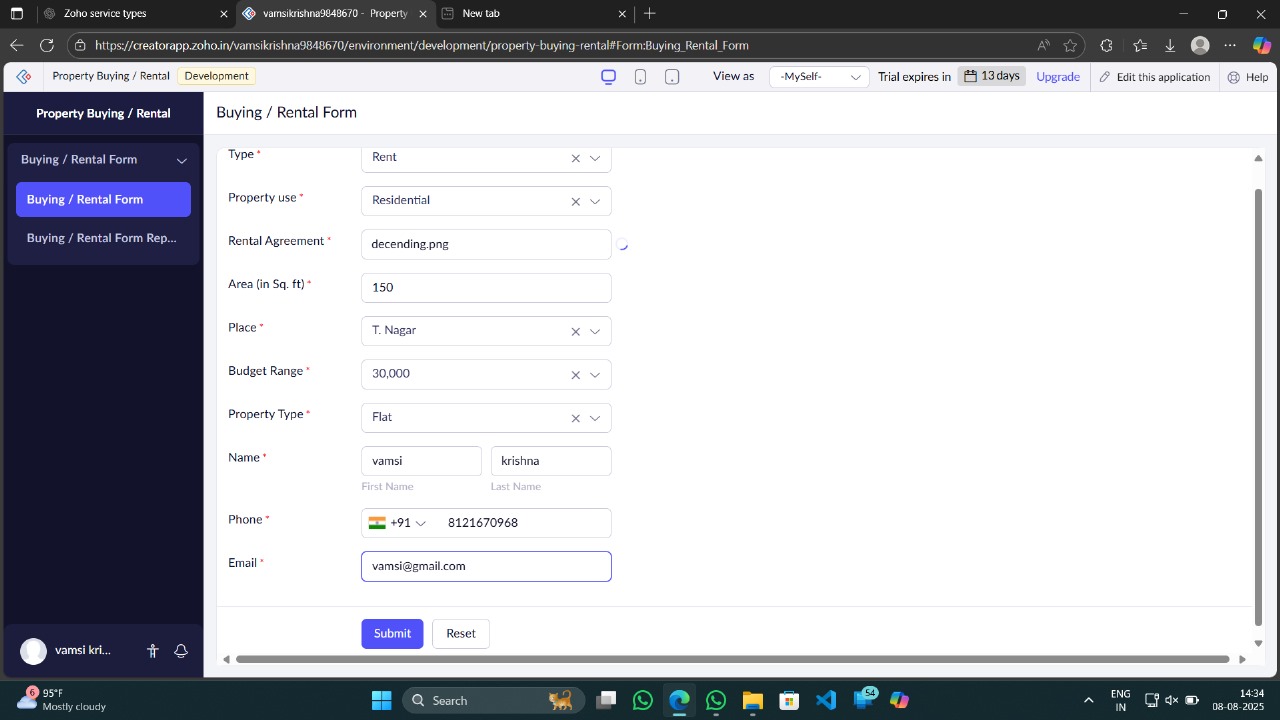 Zoho service types
vamsikrishna9848670 - Property
New tab
https://creatorapp.zoho.in/vamsikrishna9848670/environment/development/property-buying-rental#Form:Buying_Rental_Form
Property Buying / Rental
Development
View as
-MySelf-
Trial expires in
13 days
Upgrade
Edit this application
Help
Property Buying / Rental
Buying / Rental Form
Buying / Rental Form
Buying / Rental Form
Buying / Rental Form Rep...
Type *
Rent
Property use *
Residential
Rental Agreement *
decending.png
Area (in Sq. ft) *
150
Place *
T. Nagar
Budget Range *
30,000
Property Type *
Flat
Name *
vamsi
krishna
First Name
Last Name
Phone *
+91
8121670968
Email *
vamsi@gmail.com
Submit
Reset
vamsi kri...
6
95°F
Mostly cloudy
Search
54
ENG
IN
14:34
08-08-2025